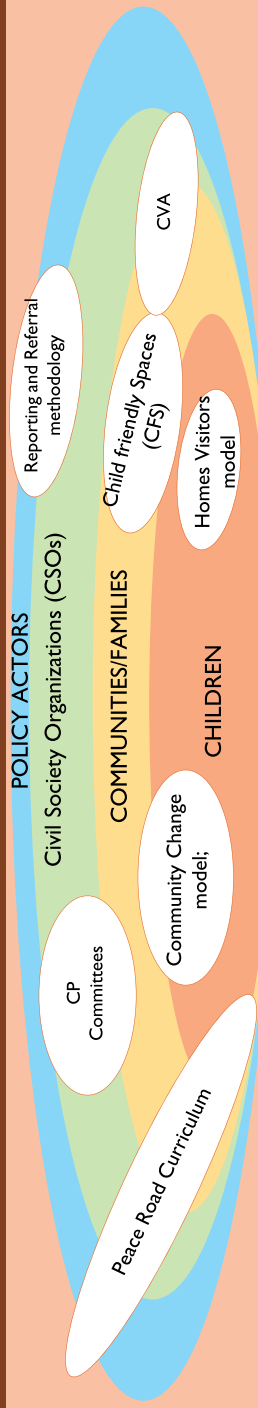 POLICY ACTORS
Reporting and Referral
methodology
Civil Society Organizations (CSOs)
CP
Committees
COMMUNITIES/FAMILIES
Child friendly Spaces
(CFS)
CVA
Peace Road Curriculum
Community Change
model;
CHILDREN
Homes Visitors
model